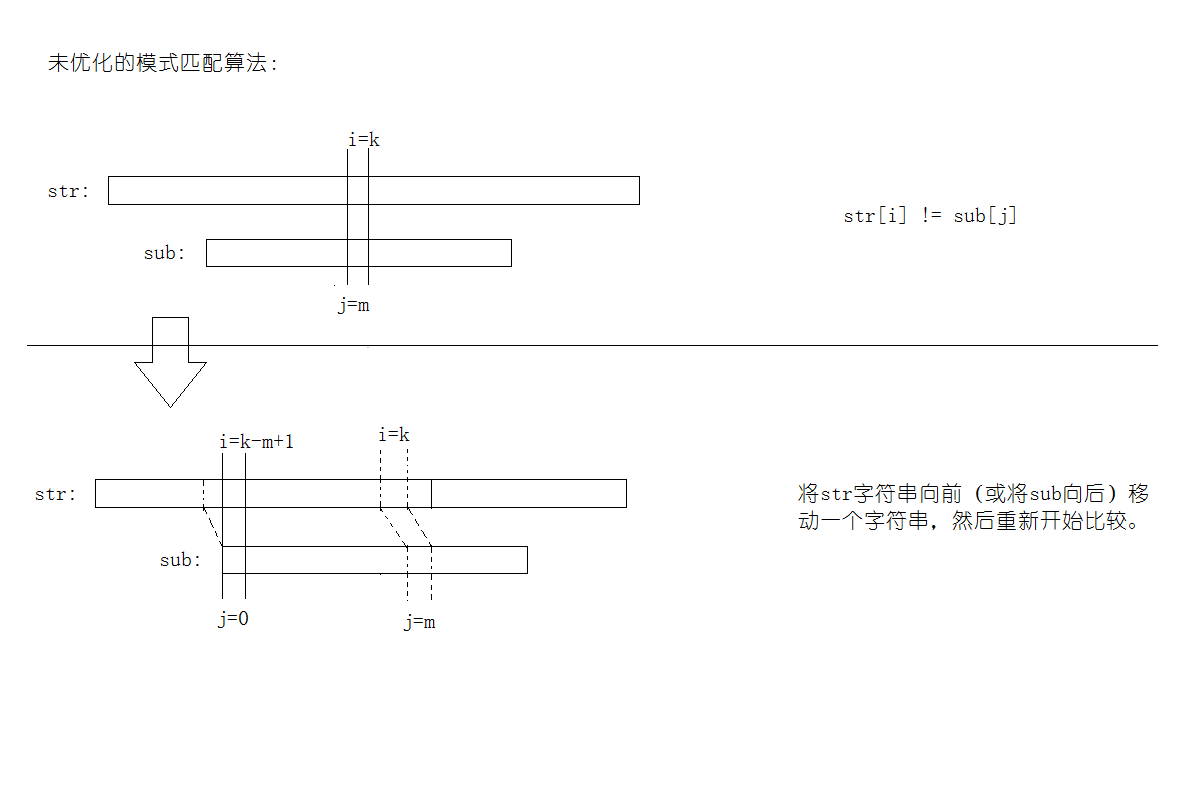 未优化的模式匹配算法:
i=k
str:
str[i] != sub[j]
sub:
j=m
i=k-m+1
i=k
str:
将str字符串向前（或将sub向后）移
动一个字符串，然后重新开始比较。
sub:
j=0
j=m